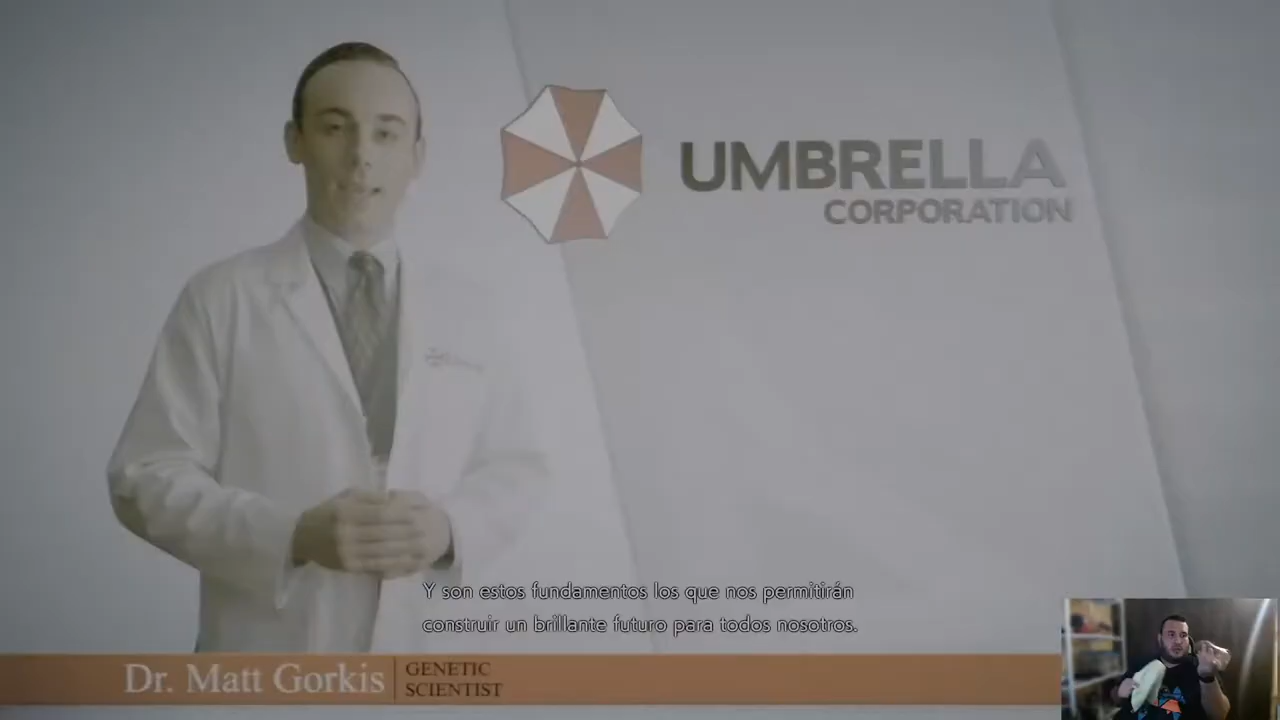 UMBRELLA
CORPORATION
Y son estos fundamentos los que nos permitirán
construir un brillante futuro para todos nosotros.
Dr. Matt Gorkis
GENETIC
SCIENTIST